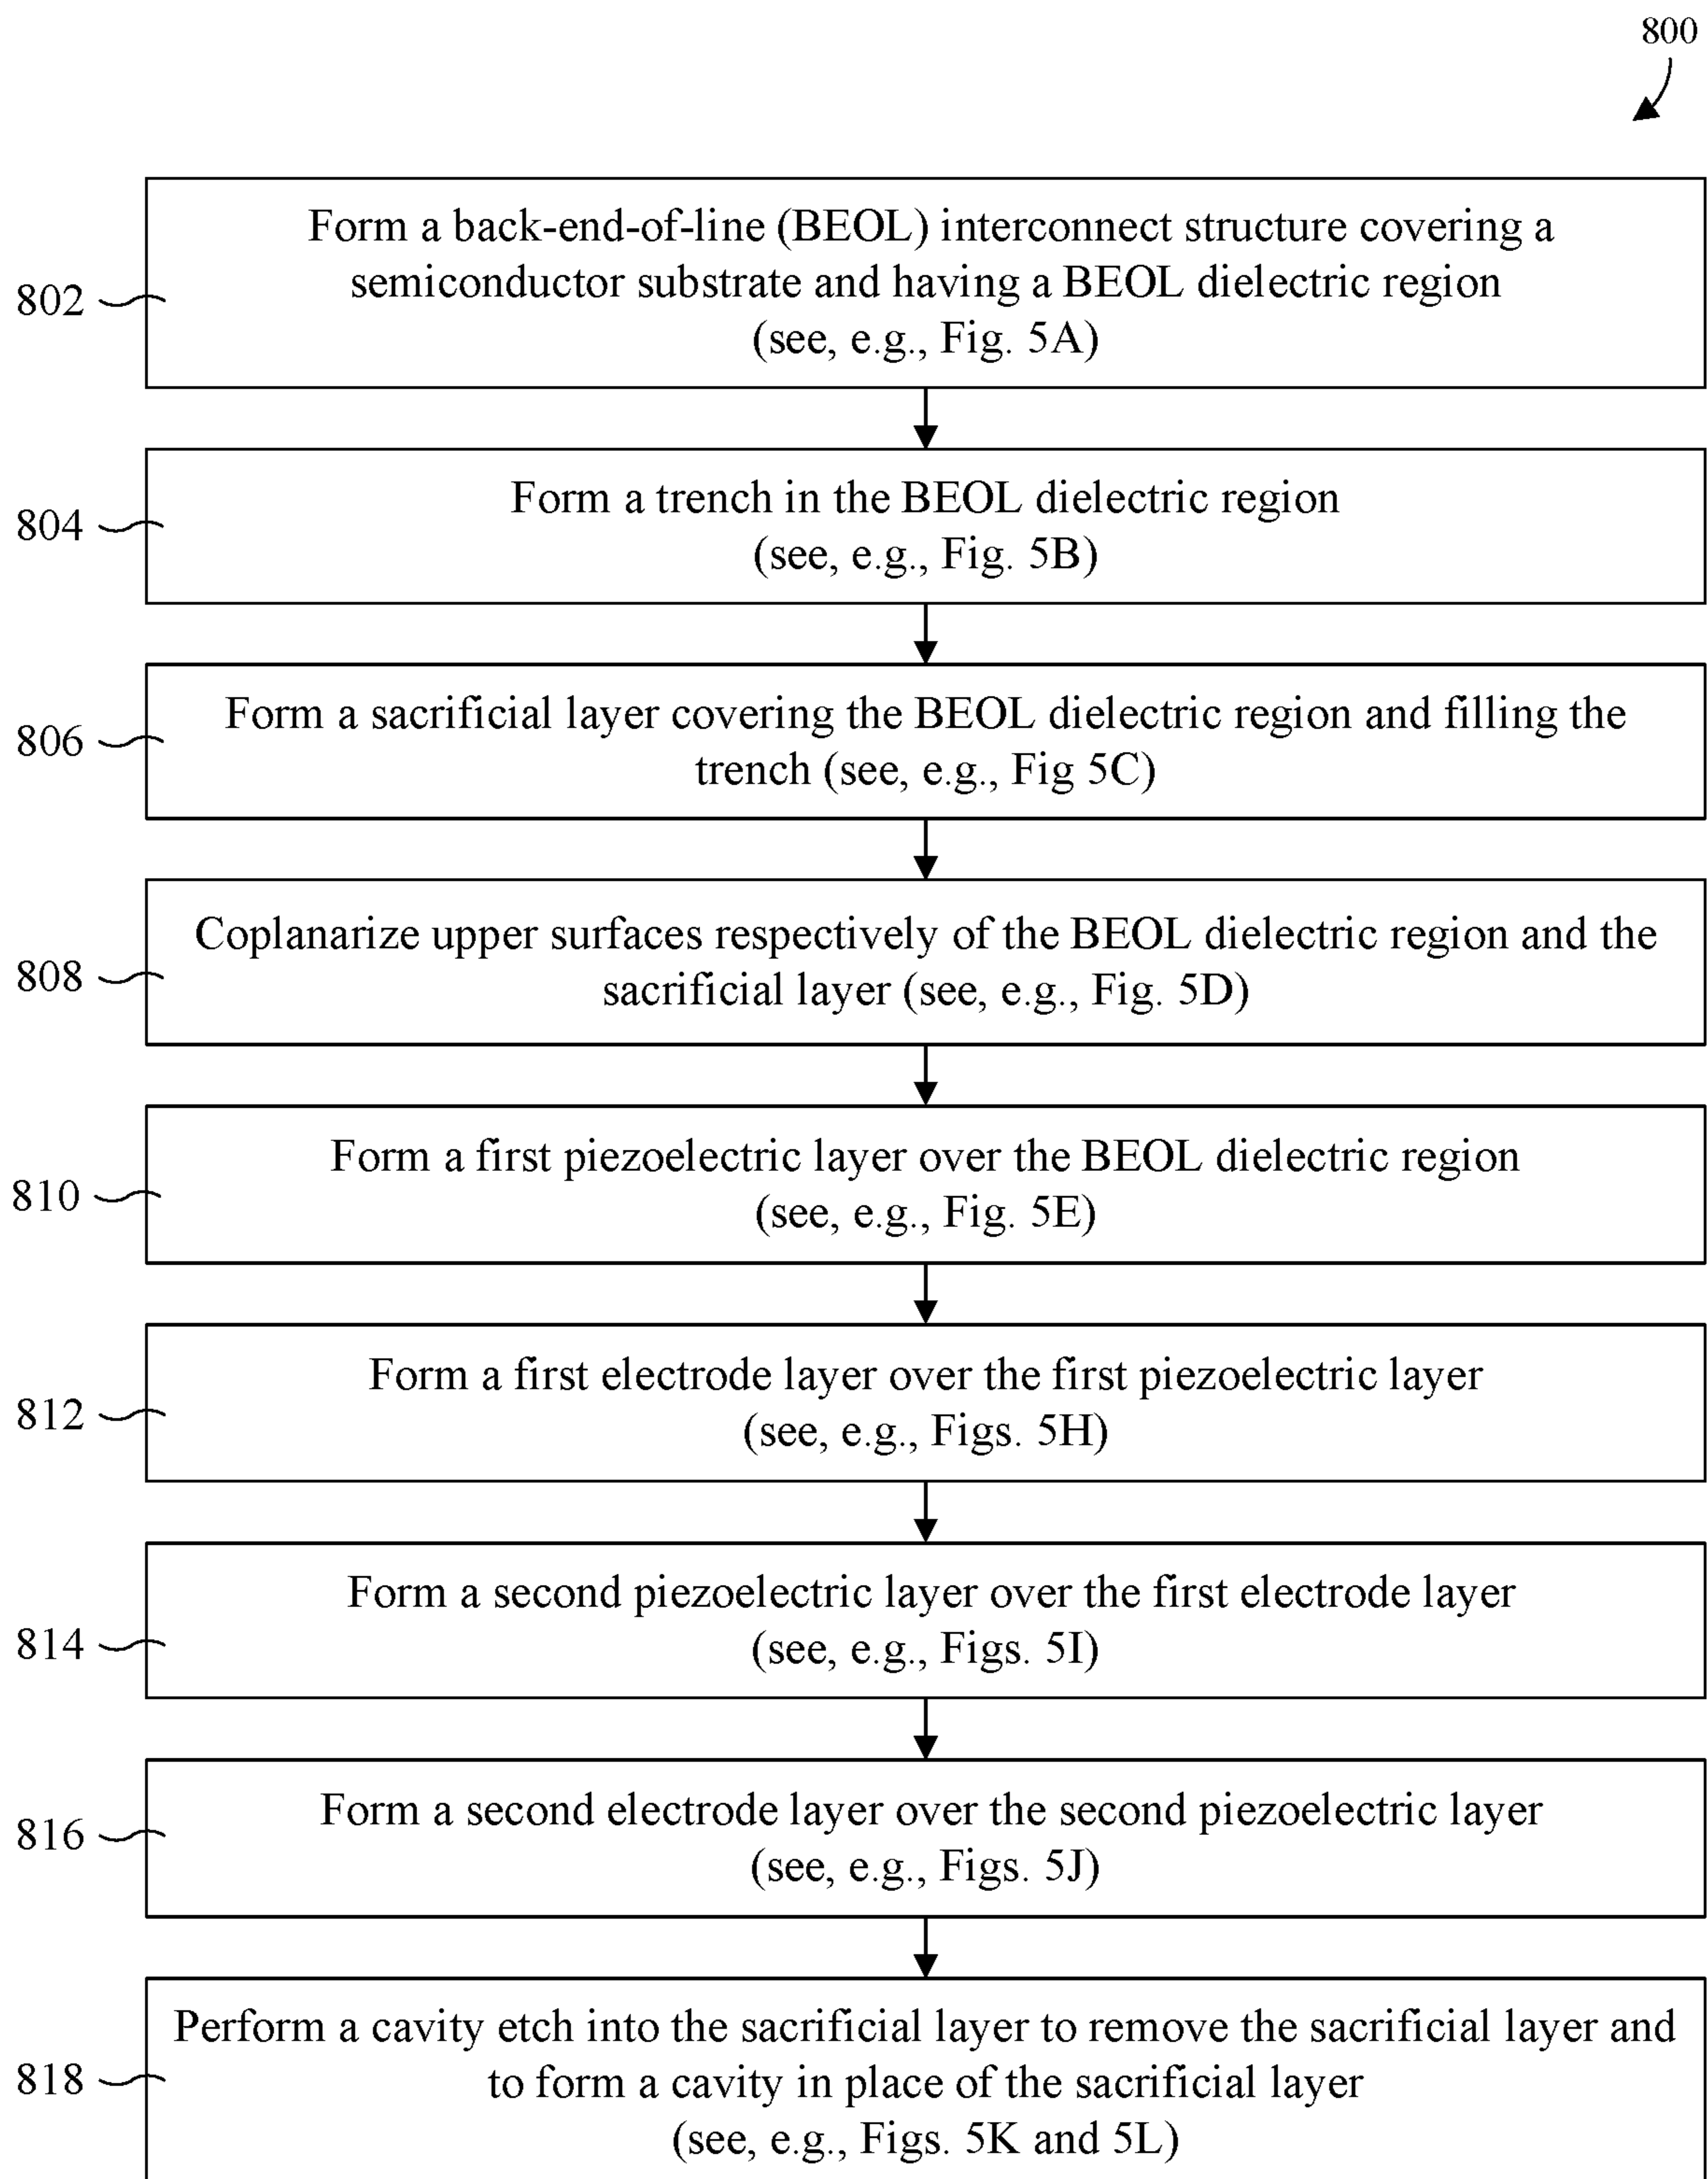 800
Form a back-end-of-line (BEOL) interconnect structure covering a
semiconductor substrate and having a BEOL dielectric region
(see, e.g., Fig. 5A)
802
Form a trench in the BEOL dielectric region
(see, e.g., Fig. 5B)
804
Form a sacrificial layer covering the BEOL dielectric region and filling the
trench (see, e.g., Fig 5C)
806
Coplanarize upper surfaces respectively of the BEOL dielectric region and the
sacrificial layer (see, e.g., Fig. 5D)
808
Form a first piezoelectric layer over the BEOL dielectric region
(see, e.g., Fig. 5E)
810
Form a first electrode layer over the first piezoelectric layer
(see, e.g., Figs. 5H)
812
Form a second piezoelectric layer over the first electrode layer
(see, e.g., Figs. 5I)
814
Form a second electrode layer over the second piezoelectric layer
(see, e.g., Figs. 5J)
816
Perform a cavity etch into the sacrificial layer to remove the sacrificial layer and
to form a cavity in place of the sacrificial layer
(see, e.g., Figs. 5K and 5L)
818